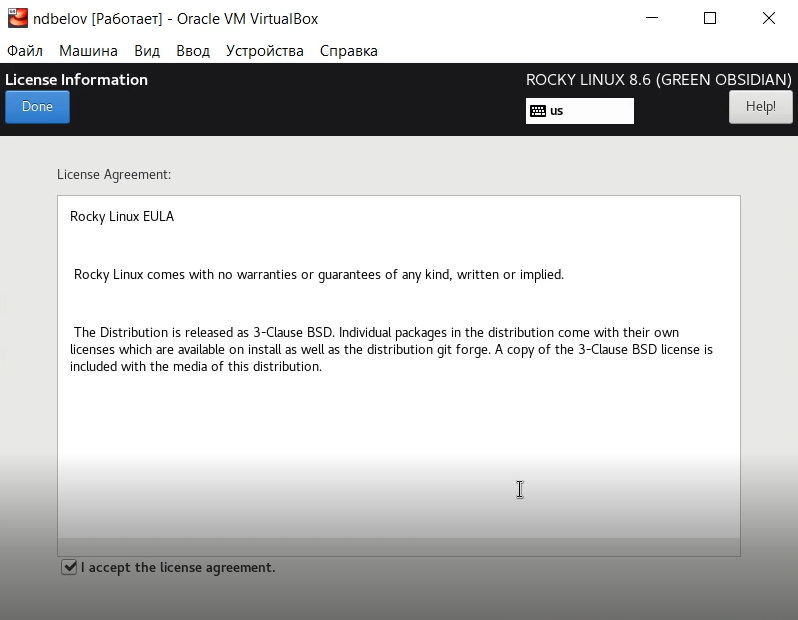 ndbelov [Работает] - Oracle VM VirtualBox
Файл Машина Вид Ввод Устройства Справка
License Information
ROCKY LINUX 8.6 (GREEN OBSIDIAN)
Done
us
Help!
License Agreement:
Rocky Linux EULA
Rocky Linux comes with no warranties or guarantees of any kind, written or implied.
The Distribution is released as 3-Clause BSD. Individual packages in the distribution come with their own
licenses which are available on install as well as the distribution git forge. A copy of the 3-Clause BSD license is
included with the media of this distribution.
I accept the license agreement.